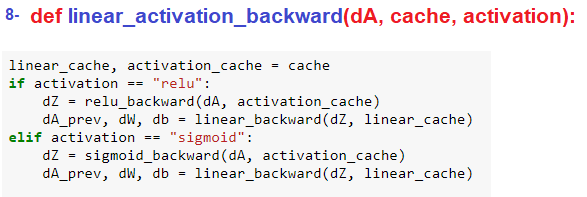 8- def linear_activation_backward(dA, cache, activation):
linear_cache, activation_cache = cache
if activation == "relu":
    dZ = relu_backward(dA, activation_cache)
    dA_prev, dW, db = linear_backward(dZ, linear_cache)
elif activation == "sigmoid":
    dZ = sigmoid_backward(dA, activation_cache)
    dA_prev, dW, db = linear_backward(dZ, linear_cache)